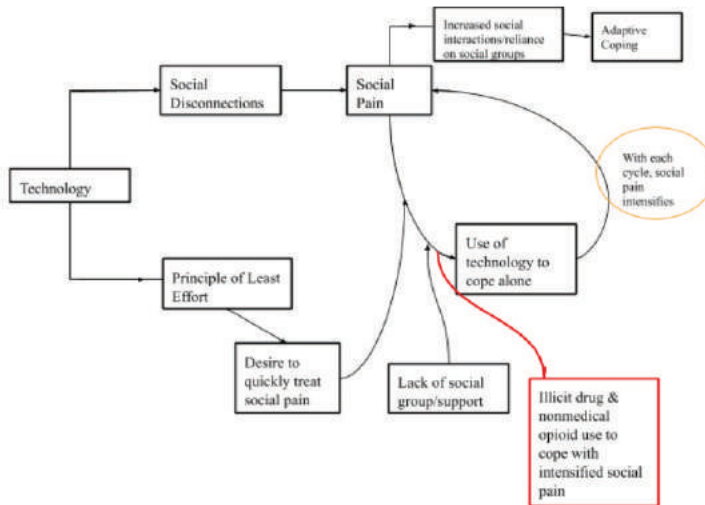 Increased social
interactions/reliance
on social groups
Adaptive
Coping
Social
Disconnections
Social
Pain
With each
cycle, social
pain
intensifies
Technology
Use of
technology to
cope alone
Principle of Least
Effort
Desire to
quickly treat
social pain
Lack of social
group/support
Illicit drug &
nonmedical
opioid use to
cope with
intensified social
pain